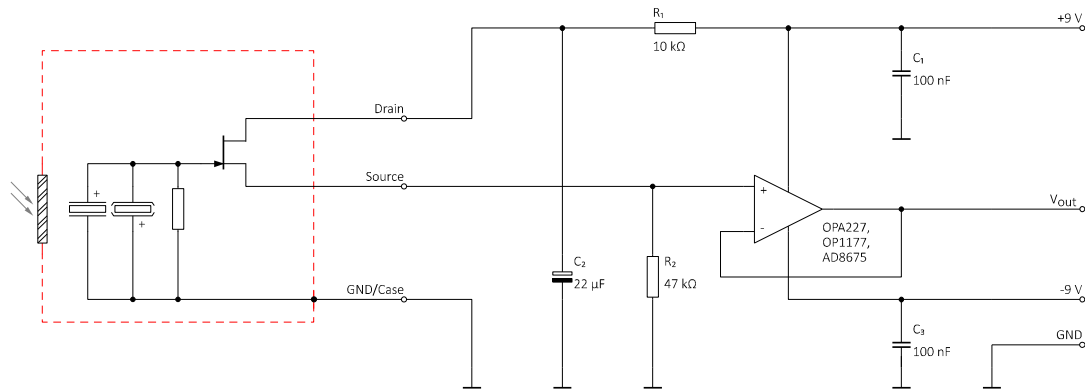 R₁
10 kΩ
+9 V
C₁
100 nF
Drain
+
+
Source
+
-
OPA227,
OP1177,
AD8675
Vout
C₂
22 µF
R₂
47 kΩ
GND/Case
-9 V
C₃
100 nF
GND